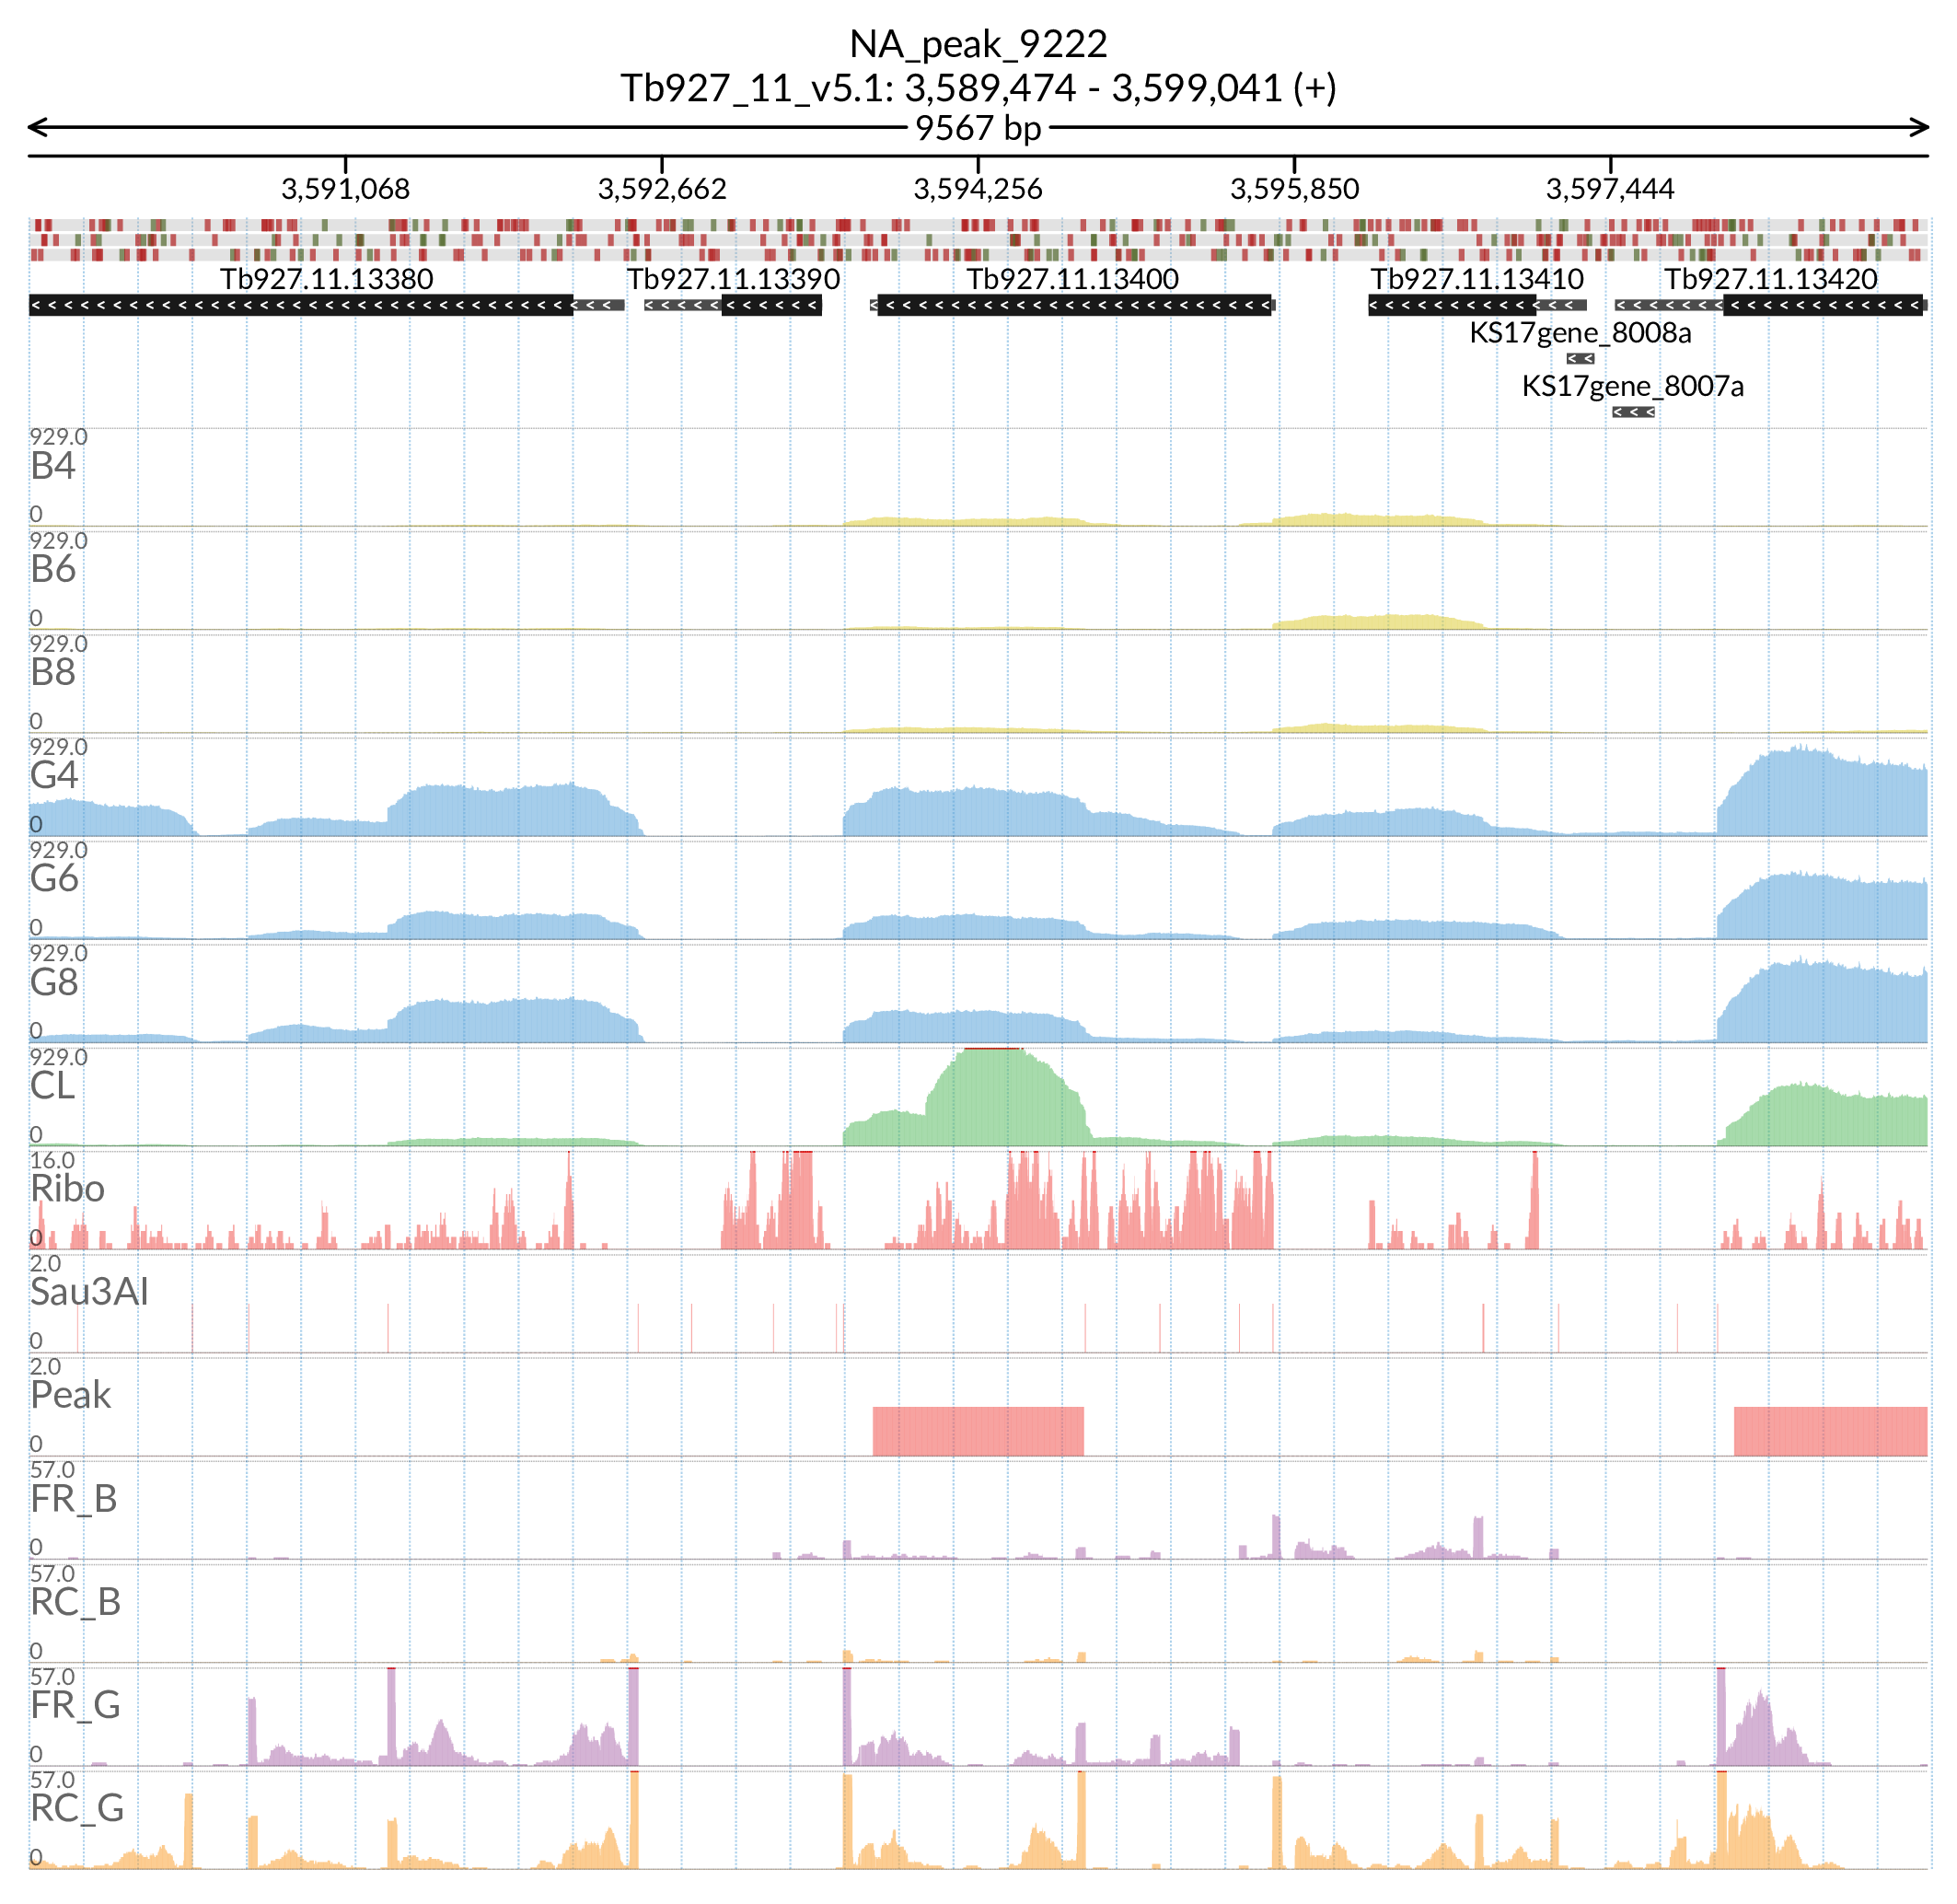 NA_peak_9222
Tb927_11_v5.1: 3,589,474 - 3,599,041 (+)
9567 bp
3,591,068 3,592,662 3,594,256 3,595,850 3,597,444
Tb927.11.13380 Tb927.11.13390 Tb927.11.13400 Tb927.11.13410 Tb927.11.13420
KS17gene_8008a
KS17gene_8007a
929.0
B4
0
929.0
B6
0
929.0
B8
0
929.0
G4
0
929.0
G6
0
929.0
G8
0
929.0
CL
0
16.0
Ribo
0
2.0
Sau3AI
0
2.0
Peak
0
57.0
FR_B
0
57.0
RC_B
0
57.0
FR_G
0
57.0
RC_G
0